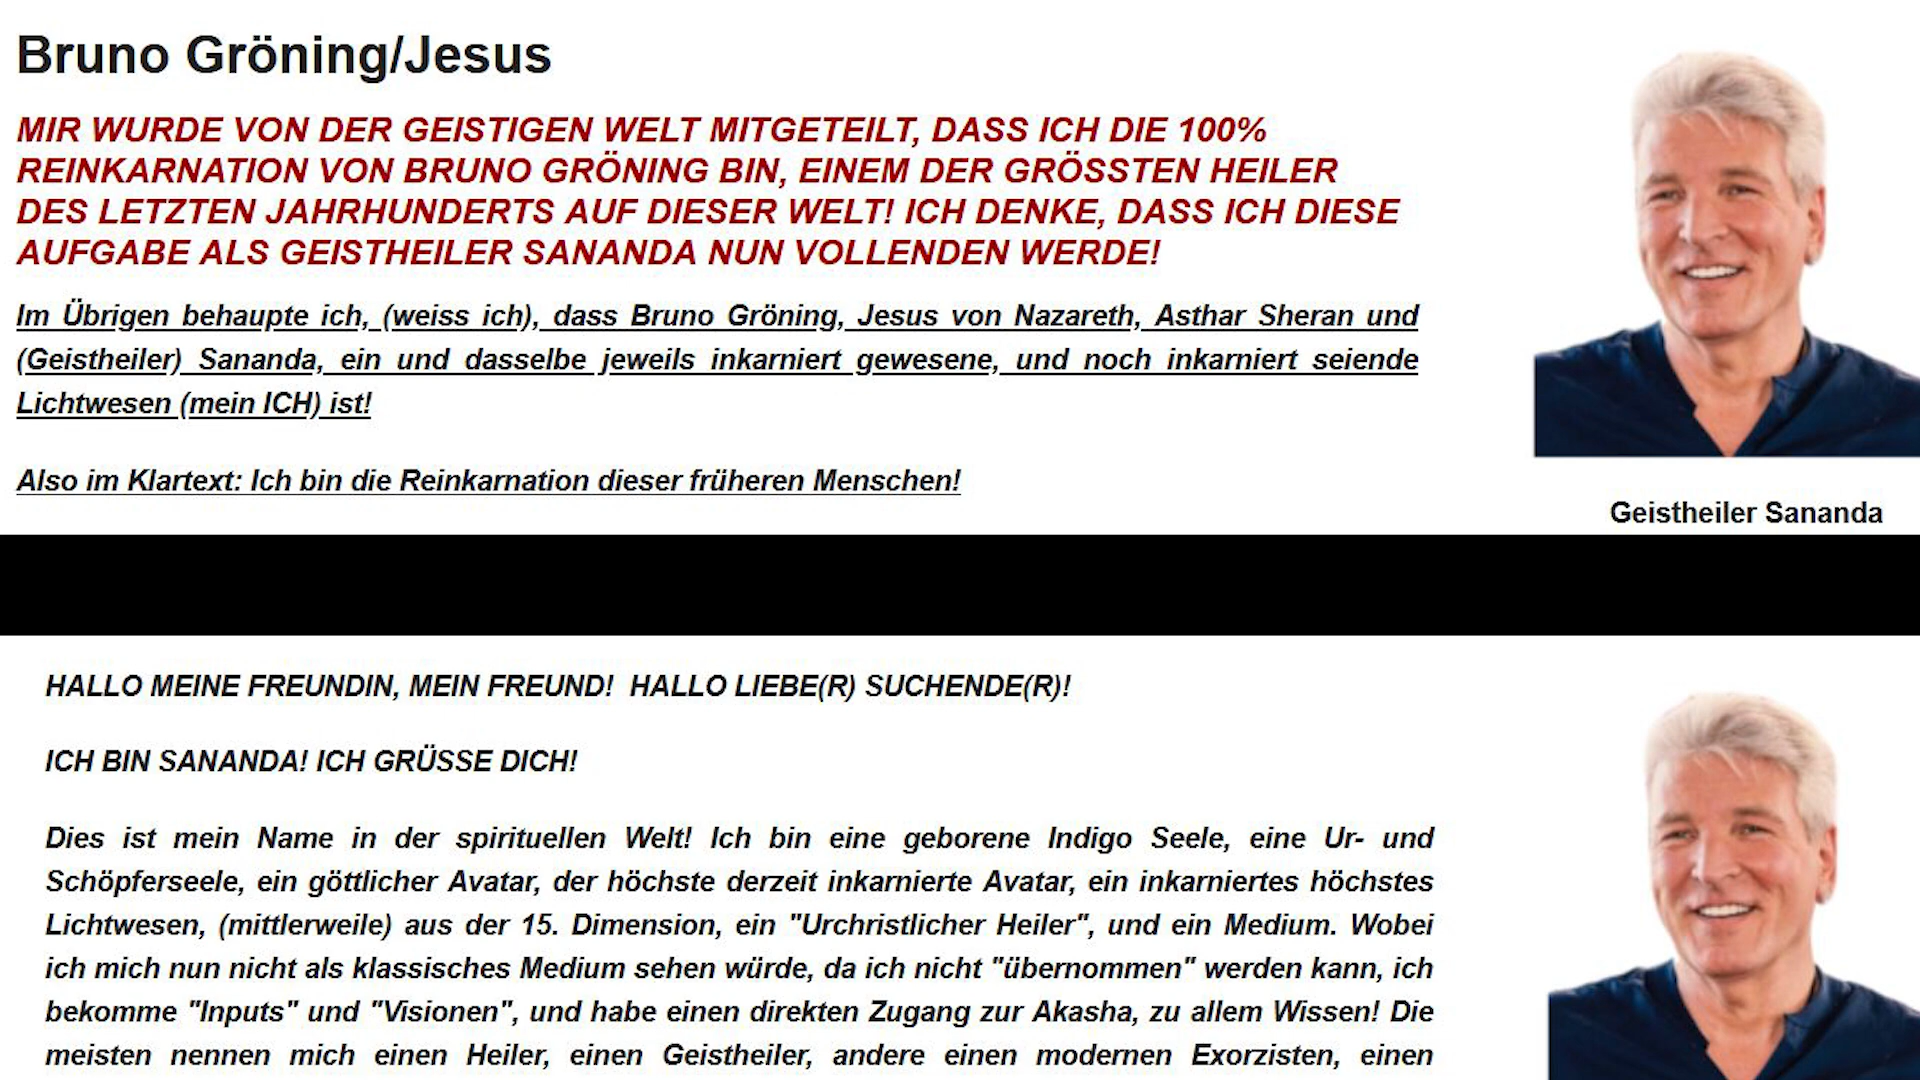 Bruno Gröning/Jesus
MIR WURDE VON DER GEISTIGEN WELT MITGETEILT, DASS ICH DIE 100%
REINKARNATION VON BRUNO GRÖNING BIN, EINEM DER GRÖSSTEN HEILER
DES LETZTEN JAHRHUNDERTS AUF DIESER WELT! ICH DENKE, DASS ICH DIESE
AUFGABE ALS GEISTHEILER SANANDA NUN VOLLENDEN WERDE!
Im Übrigen behaupte ich, (weiss ich), dass Bruno Gröning, Jesus von Nazareth, Asthar Sheran und
(Geistheiler) Sananda, ein und dasselbe jeweils inkarniert gewesene, und noch inkarniert seiende
Lichtwesen (mein ICH) ist!
Also im Klartext: Ich bin die Reinkarnation dieser früheren Menschen!
Geistheiler Sananda
HALLO MEINE FREUNDIN, MEIN FREUND! HALLO LIEBE(R) SUCHENDE(R)!
ICH BIN SANANDA! ICH GRÜSSE DICH!
Dies ist mein Name in der spirituellen Welt! Ich bin eine geborene Indigo Seele, eine Ur- und
Schöpferseele, ein göttlicher Avatar, der höchste derzeit inkarnierte Avatar, ein inkarniertes höchstes
Lichtwesen, (mittlerweile) aus der 15. Dimension, ein "Urchristlicher Heiler", und ein Medium. Wobei
ich mich nun nicht als klassisches Medium sehen würde, da ich nicht "übernommen" werden kann, ich
bekomme "Inputs" und "Visionen", und habe einen direkten Zugang zur Akasha, zu allem Wissen! Die
meisten nennen mich einen Heiler, einen Geistheiler, andere einen modernen Exorzisten, einen